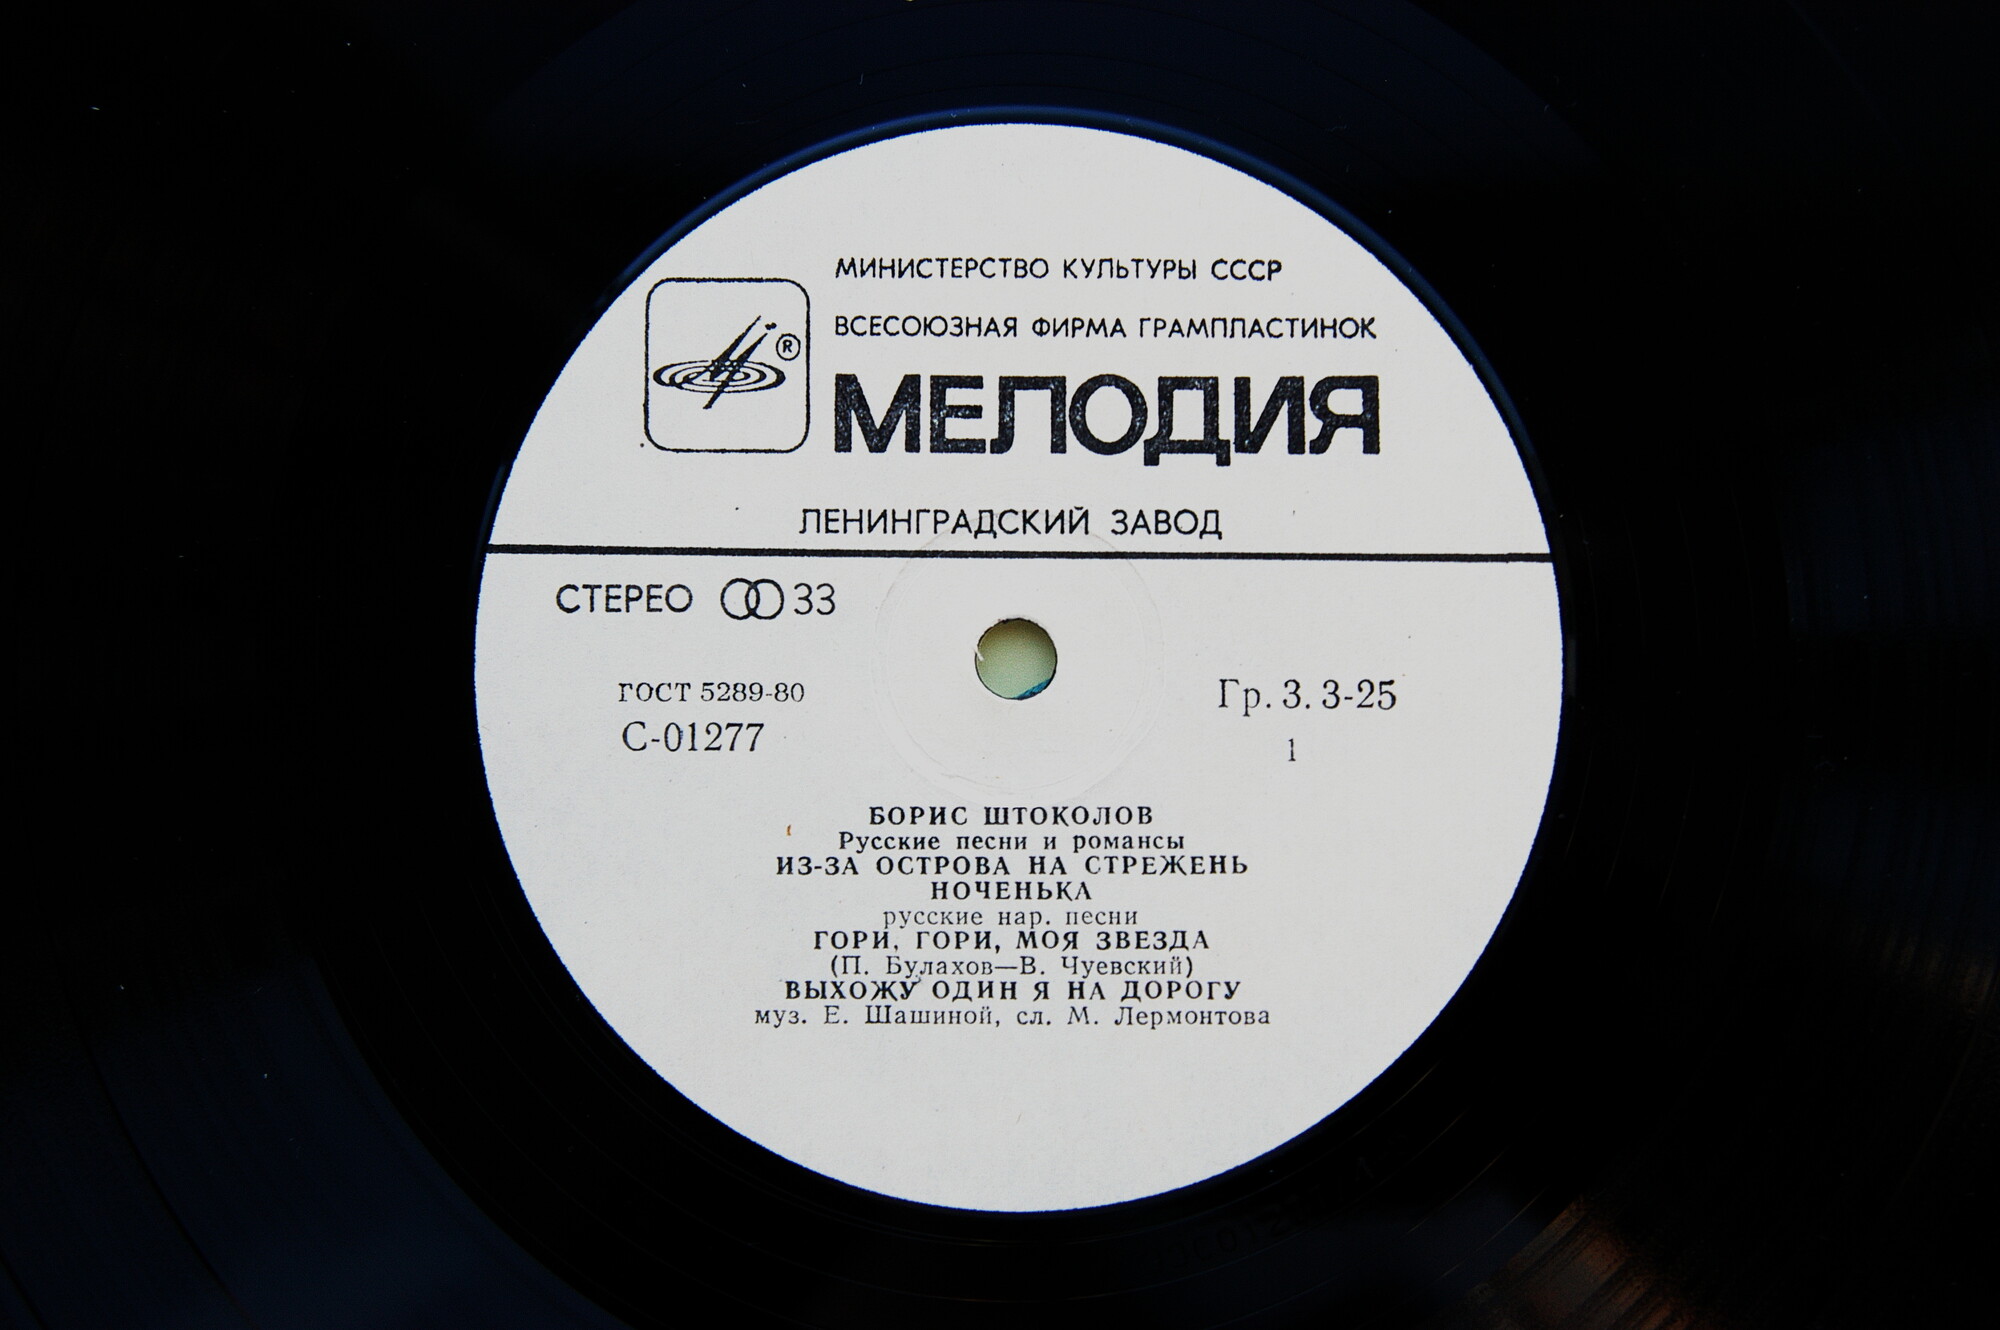 МИНИСТЕРСТВО КУЛЬТУРЫ СССР
ВСЕСОЮЗНАЯ ФИРМА ГРАМПЛАСТИНОК
®
МЕЛОДИЯ
ЛЕНИНГРАДСКИЙ ЗАВОД
СТЕРЕО 33
ГОСТ 5289-80
Гр. 3. 3-25
С-01277
1
БОРИС ШТОКОЛОВ
Русские песни и романсы
ИЗ-ЗА ОСТРОВА НА СТРЕЖЕНЬ
НОЧЕНЬКА
русские нар. песни
ГОРИ, ГОРИ, МОЯ ЗВЕЗДА
(П. Булахов—В. Чуевский)
ВЫХОЖУ ОДИН Я НА ДОРОГУ
муз. Е. Шашиной, сл. М. Лермонтова